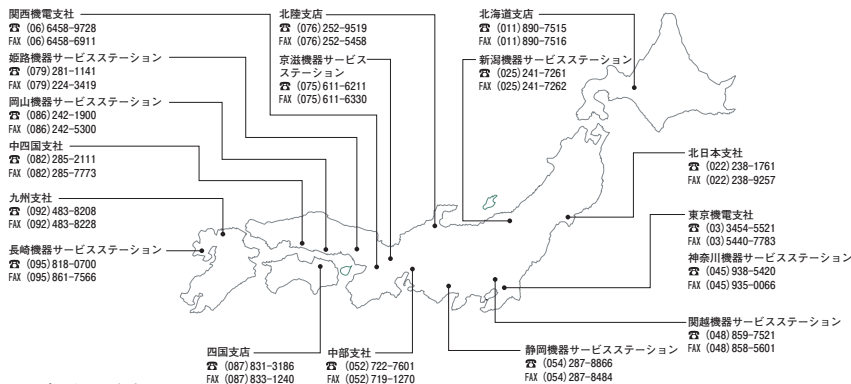 関西機電支社
☎ (06)6458-9728
FAX (06)6458-6911
姫路機器サービスステーション
☎ (079)281-1141
FAX (079)224-3419
岡山機器サービスステーション
☎ (086)242-1900
FAX (086)242-5300
中四国支社
☎ (082)285-2111
FAX (082)285-7773
九州支社
☎ (092)483-8208
FAX (092)483-8228
長崎機器サービスステーション
☎ (095)818-0700
FAX (095)861-7566
北陸支店
☎ (076)252-9519
FAX (076)252-5458
京滋機器サービス
ステーション
☎ (075)611-6211
FAX (075)611-6330
北海道支店
☎ (011)890-7515
FAX (011)890-7516
新潟機器サービスステーション
☎ (025)241-7261
FAX (025)241-7262
北日本支社
☎ (022)238-1761
FAX (022)238-9257
東京機電支社
☎ (03)3454-5521
FAX (03)5440-7783
神奈川機器サービスステーション
☎ (045)938-5420
FAX (045)935-0066
関越機器サービスステーション
☎ (048)859-7521
FAX (048)858-5601
静岡機器サービスステーション
☎ (054)287-8866
FAX (054)287-8484
中部支社
☎ (052)722-7601
FAX (052)719-1270
四国支店
☎ (087)831-3186
FAX (087)833-1240